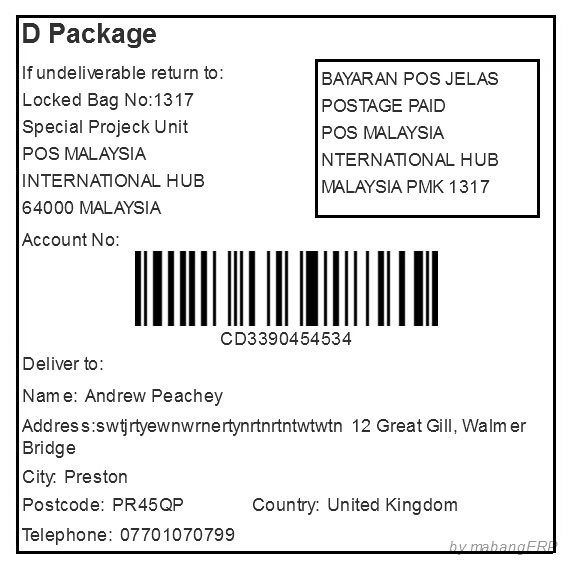 D Package
If undeliverable return to:
Locked Bag No:1317
Special Projeck Unit
POS MALAYSIA
INTERNATIONAL HUB
64000 MALAYSIA
BAYARAN POS JELAS
POSTAGE PAID
POS MALAYSIA
NTERNATIONAL HUB
MALAYSIA PMK 1317
Account No:
CD3390454534
Deliver to:
Name: Andrew Peachey
Address:swtjrtyewnwrnertynrtnrtntwtwtn 12 Great Gill, Walmer
Bridge
City: Preston
Postcode: PR45QP Country: United Kingdom
Telephone: 07701070799
by mabangERP